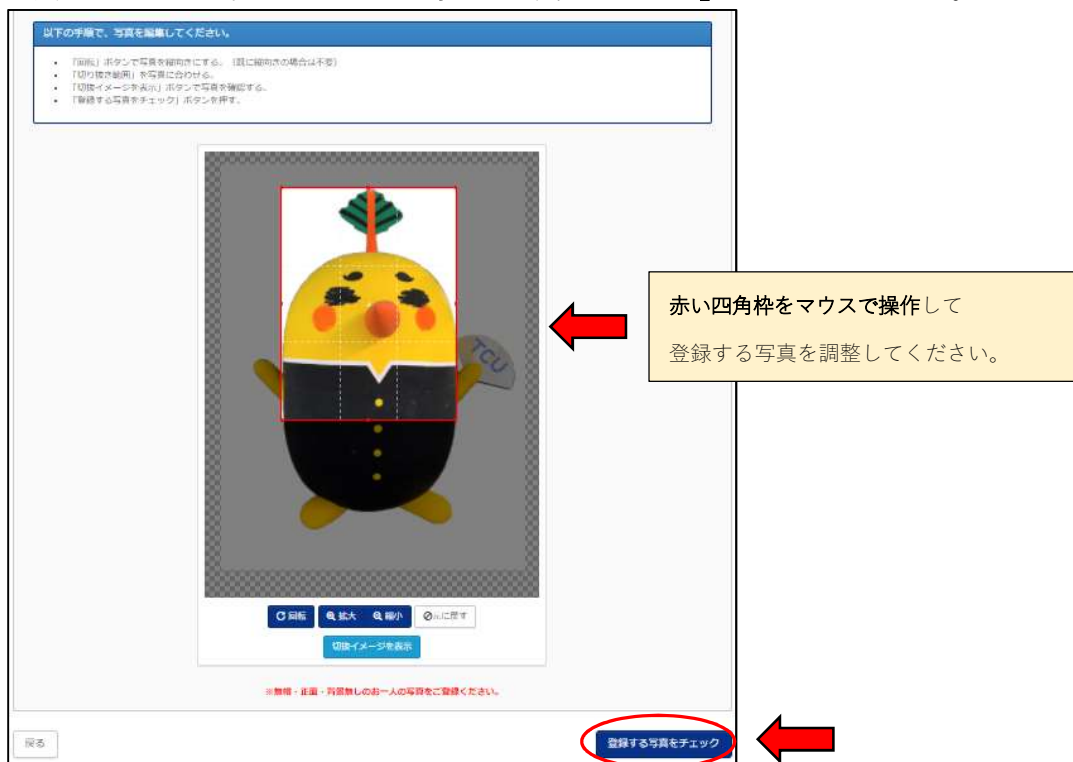 以下の手順で、写真を編集してください。
• 「回転」ボタンで写真を縦向きにする。（既に縦向きの場合は不要）
• 「切り抜き範囲」を写真に合わせる。
• 「切抜イメージを表示」ボタンで写真を確認する。
• 「登録する写真をチェック」ボタンを押す。
TCU
赤い四角枠をマウスで操作して
登録する写真を調整してください。
回転 拡大 縮小 元に戻す
切抜イメージを表示
※無帽・正面・背景無しのお一人の写真をご登録ください。
戻る 登録する写真をチェック